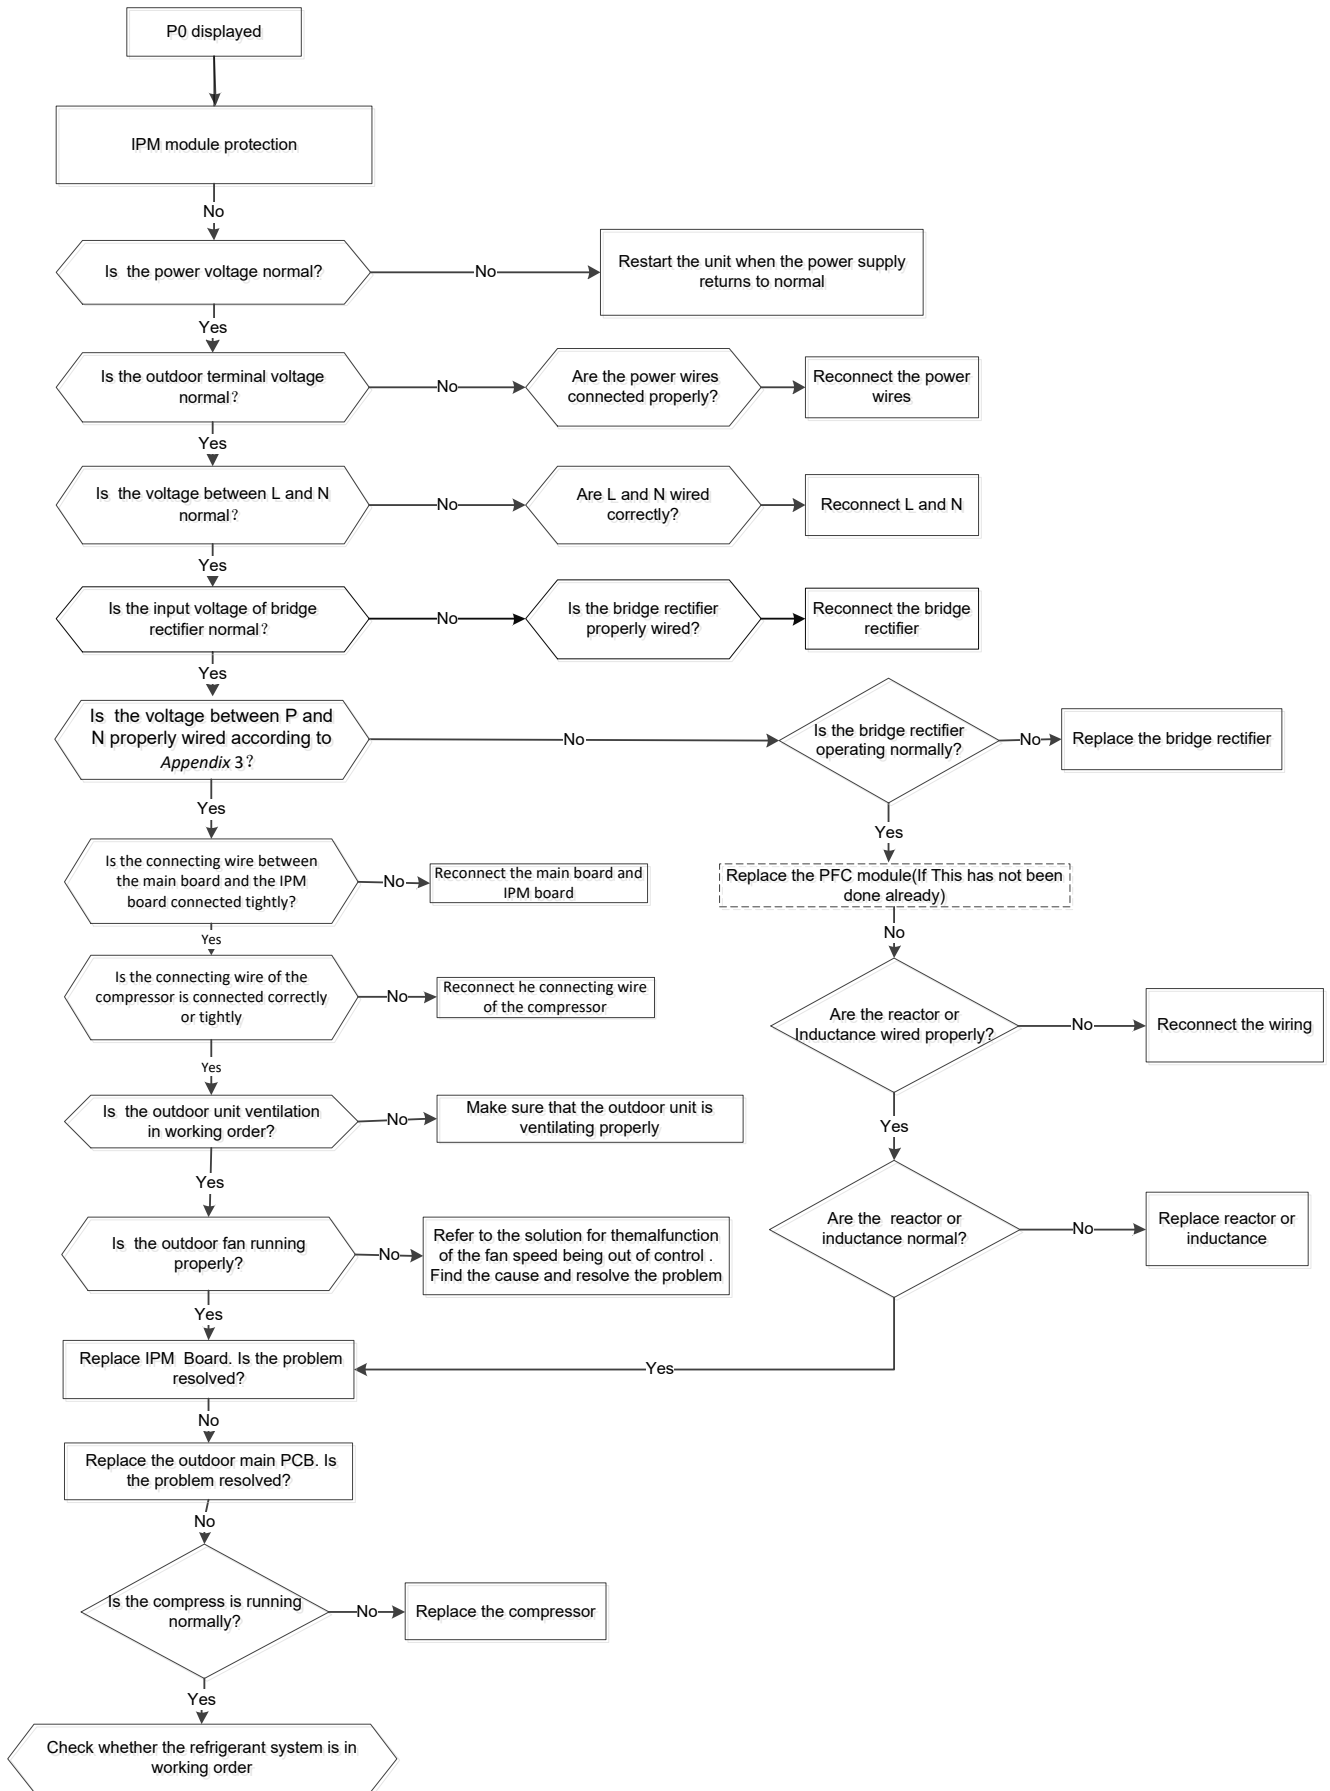 P0 displayed
IPM module protection
No
Is  the power voltage normal?
No
Restart the unit when the power supply
returns to normal
Yes
Is the outdoor terminal voltage
normal?
No
Are the power wires
connected properly?
Reconnect the power
wires
Yes
Is  the voltage between L and N
normal?
No
Are L and N wired
correctly?
Reconnect L and N
Yes
Is the input voltage of bridge
rectifier normal?
No
Is the bridge rectifier
properly wired?
Reconnect the bridge
rectifier
Yes
Is  the voltage between P and
N properly wired according to
Appendix 3?
No
Is the bridge rectifier
operating normally?
No
Replace the bridge rectifier
Yes
Yes
Is the connecting wire between
the main board and the IPM
board connected tightly?
No
Reconnect the main board and
IPM board
Replace the PFC module(If This has not been
done already)
No
Yes
Is the connecting wire of the
compressor is connected correctly
or tightly
No
Reconnect he connecting wire
of the compressor
Are the reactor or
Inductance wired properly?
No
Reconnect the wiring
Yes
Is  the outdoor unit ventilation
in working order?
No
Make sure that the outdoor unit is
ventilating properly
Yes
Yes
Is  the outdoor fan running
properly?
No
Refer to the solution for themalfunction
of the fan speed being out of control .
Find the cause and resolve the problem
Are the  reactor or
inductance normal?
No
Replace reactor or
inductance
Yes
Replace IPM  Board. Is the problem
resolved?
Yes
No
Replace the outdoor main PCB. Is
the problem resolved?
No
Is the compress is running
normally?
No
Replace the compressor
Yes
Check whether the refrigerant system is in
working order